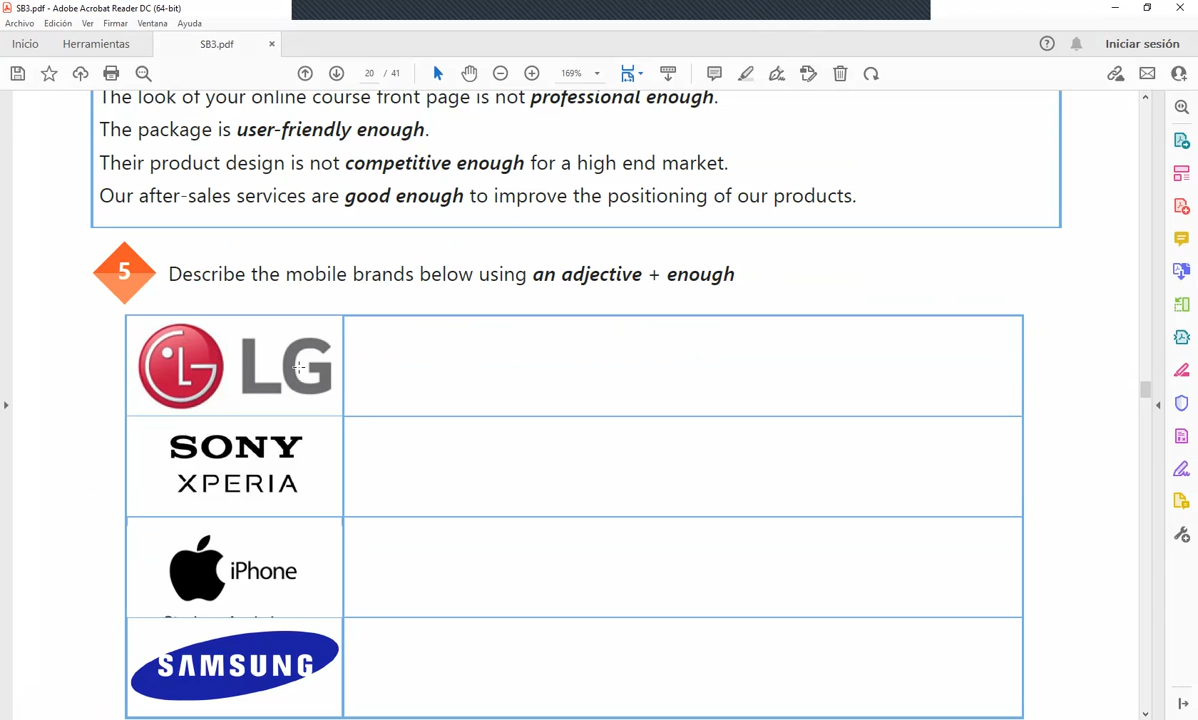 SB3.pdf - Adobe Acrobat Reader DC (64-bit)
Archivo Edición Ver Firmar Ventana Ayuda
Inicio Herramientas SB3.pdf × Iniciar sesión
20 / 41 169%
The look of your online course front page is not professional enough.
The package is user-friendly enough.
Their product design is not competitive enough for a high end market.
Our after-sales services are good enough to improve the positioning of our products.
5 Describe the mobile brands below using an adjective + enough
LG
SONY
XPERIA
iPhone
SAMSUNG